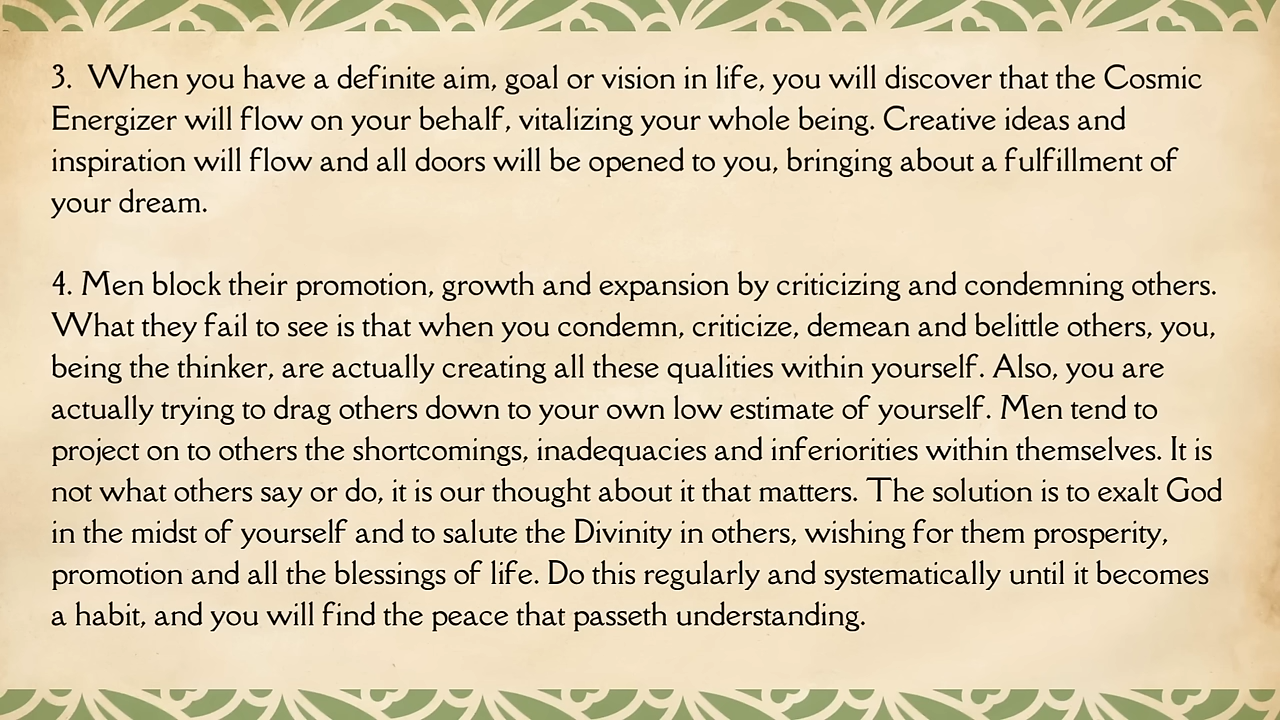 3.  When you have a definite aim, goal or vision in life, you will discover that the Cosmic
Energizer will flow on your behalf, vitalizing your whole being. Creative ideas and
inspiration will flow and all doors will be opened to you, bringing about a fulfillment of
your dream.
4. Men block their promotion, growth and expansion by criticizing and condemning others.
What they fail to see is that when you condemn, criticize, demean and belittle others, you,
being the thinker, are actually creating all these qualities within yourself. Also, you are
actually trying to drag others down to your own low estimate of yourself. Men tend to
project on to others the shortcomings, inadequacies and inferiorities within themselves. It is
not what others say or do, it is our thought about it that matters. The solution is to exalt God
in the midst of yourself and to salute the Divinity in others, wishing for them prosperity,
promotion and all the blessings of life. Do this regularly and systematically until it becomes
a habit, and you will find the peace that passeth understanding.